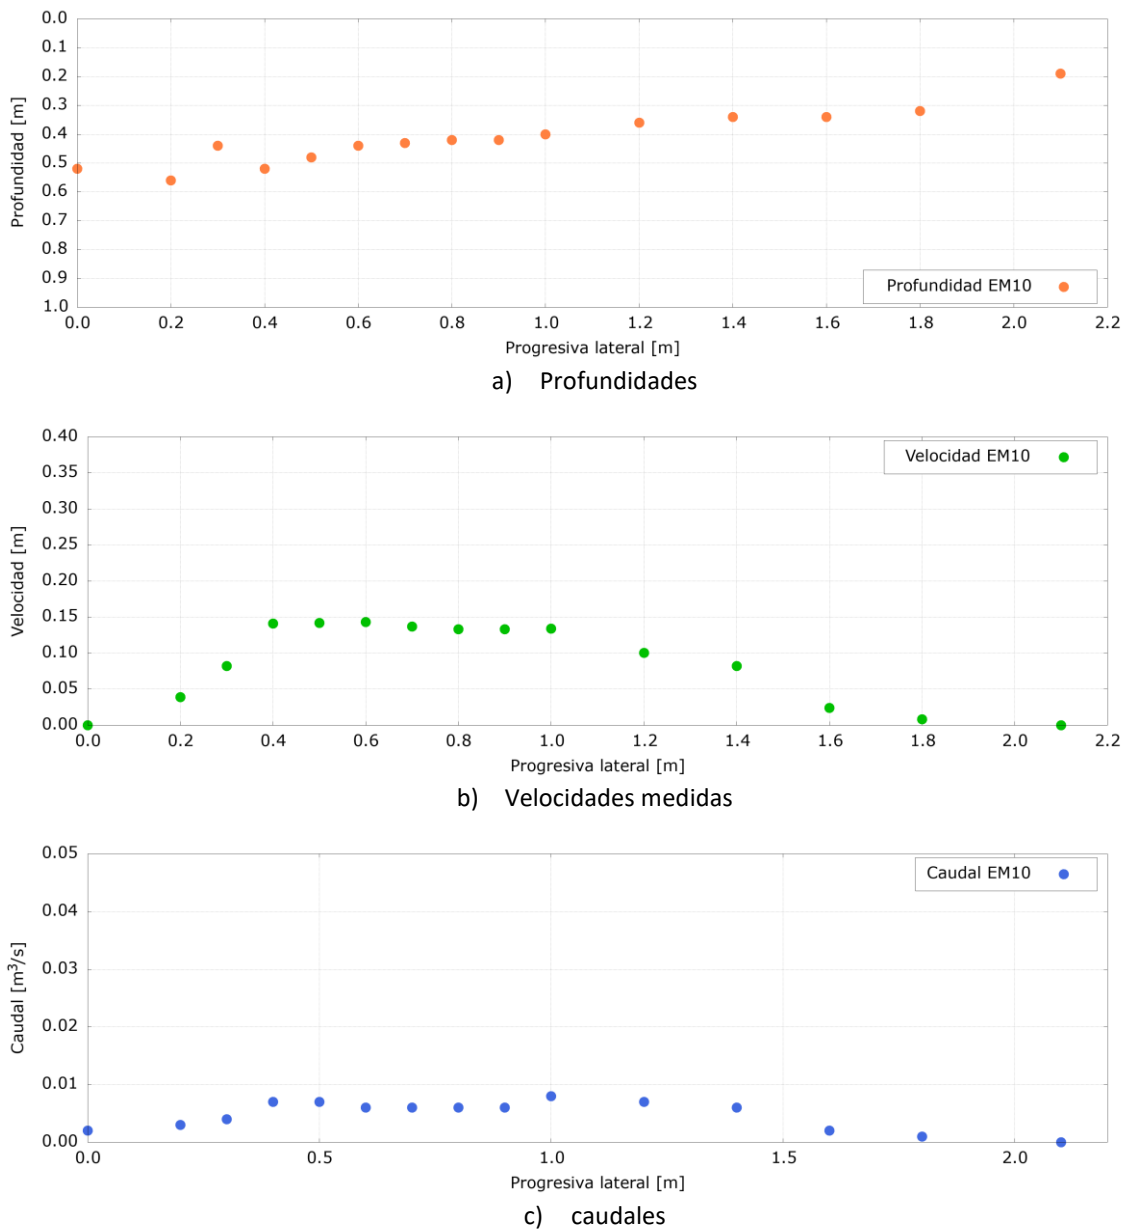 0.0
0.1
0.2
0.3
0.4
0.5
0.6
0.7
0.8
0.9
1.0
Profundidad [m]
Profundidad EM10
0.0 0.2 0.4 0.6 0.8 1.0 1.2 1.4 1.6 1.8 2.0 2.2
Progresiva lateral [m]
a) Profundidades
0.40
0.35
0.30
0.25
0.20
0.15
0.10
0.05
0.00
Velocidad [m]
Velocidad EM10
0.0 0.2 0.4 0.6 0.8 1.0 1.2 1.4 1.6 1.8 2.0 2.2
Progresiva lateral [m]
b) Velocidades medidas
0.05
0.04
0.03
0.02
0.01
0.00
Caudal [m³/s]
Caudal EM10
0.0 0.5 1.0 1.5 2.0
Progresiva lateral [m]
c) caudales